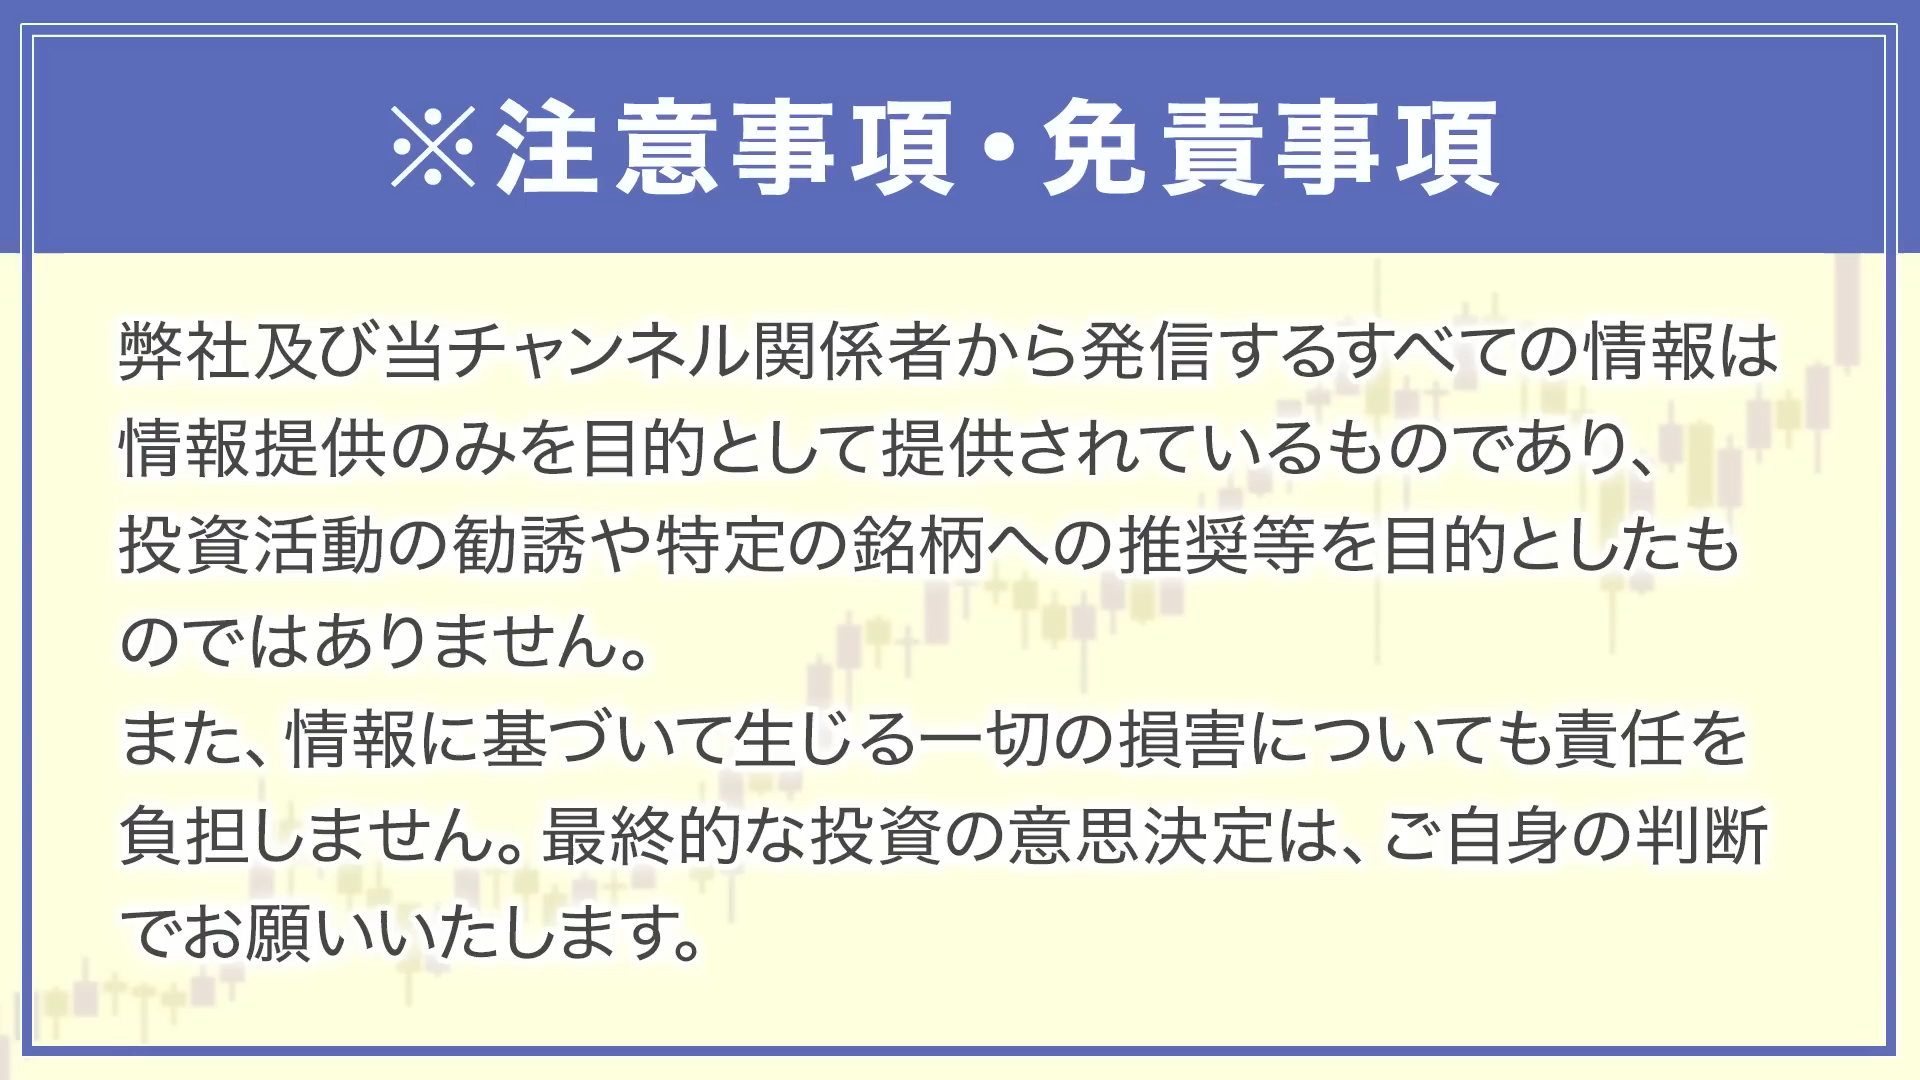 ※注意事項・免責事項
弊社及び当チャンネル関係者から発信するすべての情報は
情報提供のみを目的として提供されているものであり、
投資活動の勧誘や特定の銘柄への推奨等を目的としたも
のではありません。
また、情報に基づいて生じる一切の損害についても責任を
負担しません。最終的な投資の意思決定は、ご自身の判断
でお願いいたします。